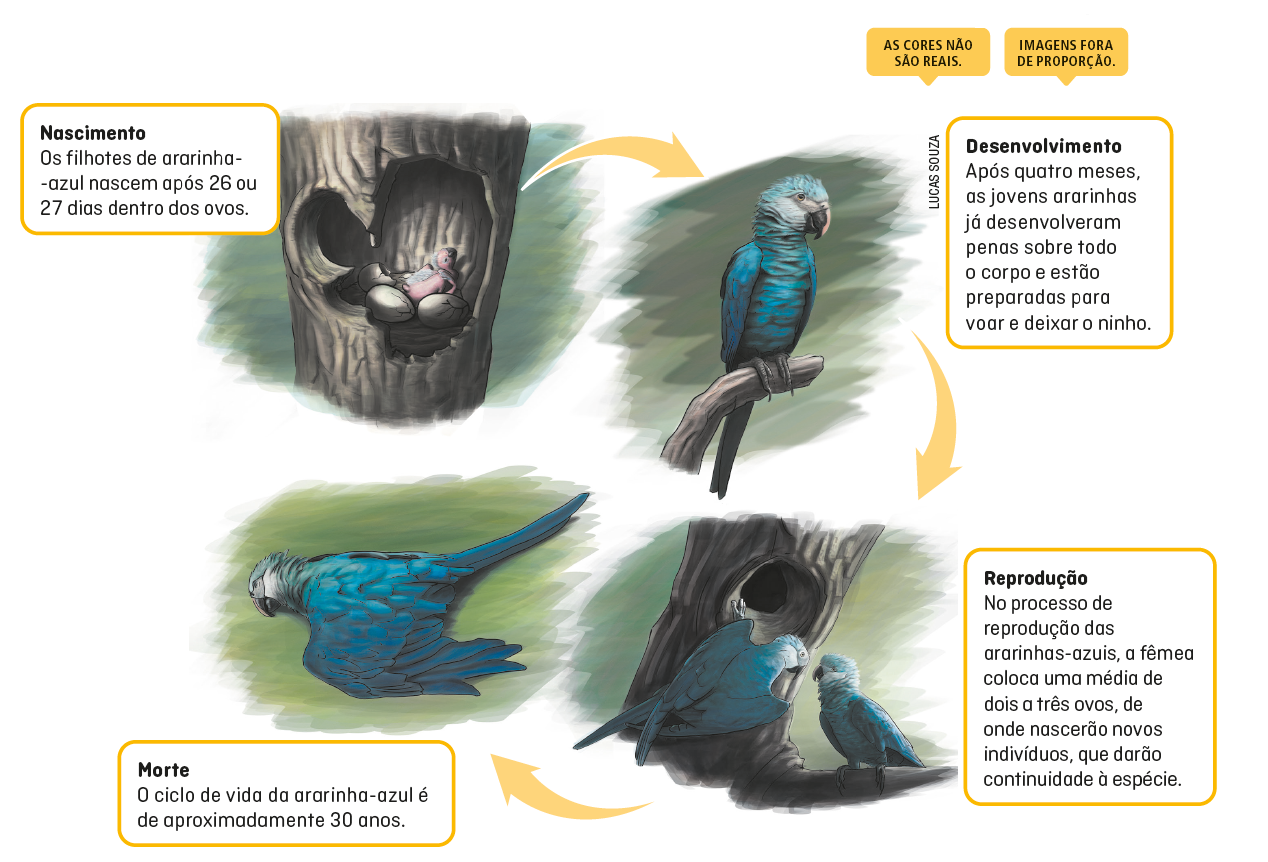 AS CORES NÃO
SÃO REAIS.
IMAGENS FORA
DE PROPORÇÃO.
Nascimento
Os filhotes de ararinha-
-azul nascem após 26 ou
27 dias dentro dos ovos.
LUCAS SOUZA
Desenvolvimento
Após quatro meses,
as jovens ararinhas
já desenvolveram
penas sobre todo
o corpo e estão
preparadas para
voar e deixar o ninho.
Reprodução
No processo de
reprodução das
ararinhas-azuis, a fêmea
coloca uma média de
dois a três ovos, de
onde nascerão novos
indivíduos, que darão
continuidade à espécie.
Morte
O ciclo de vida da ararinha-azul é
de aproximadamente 30 anos.